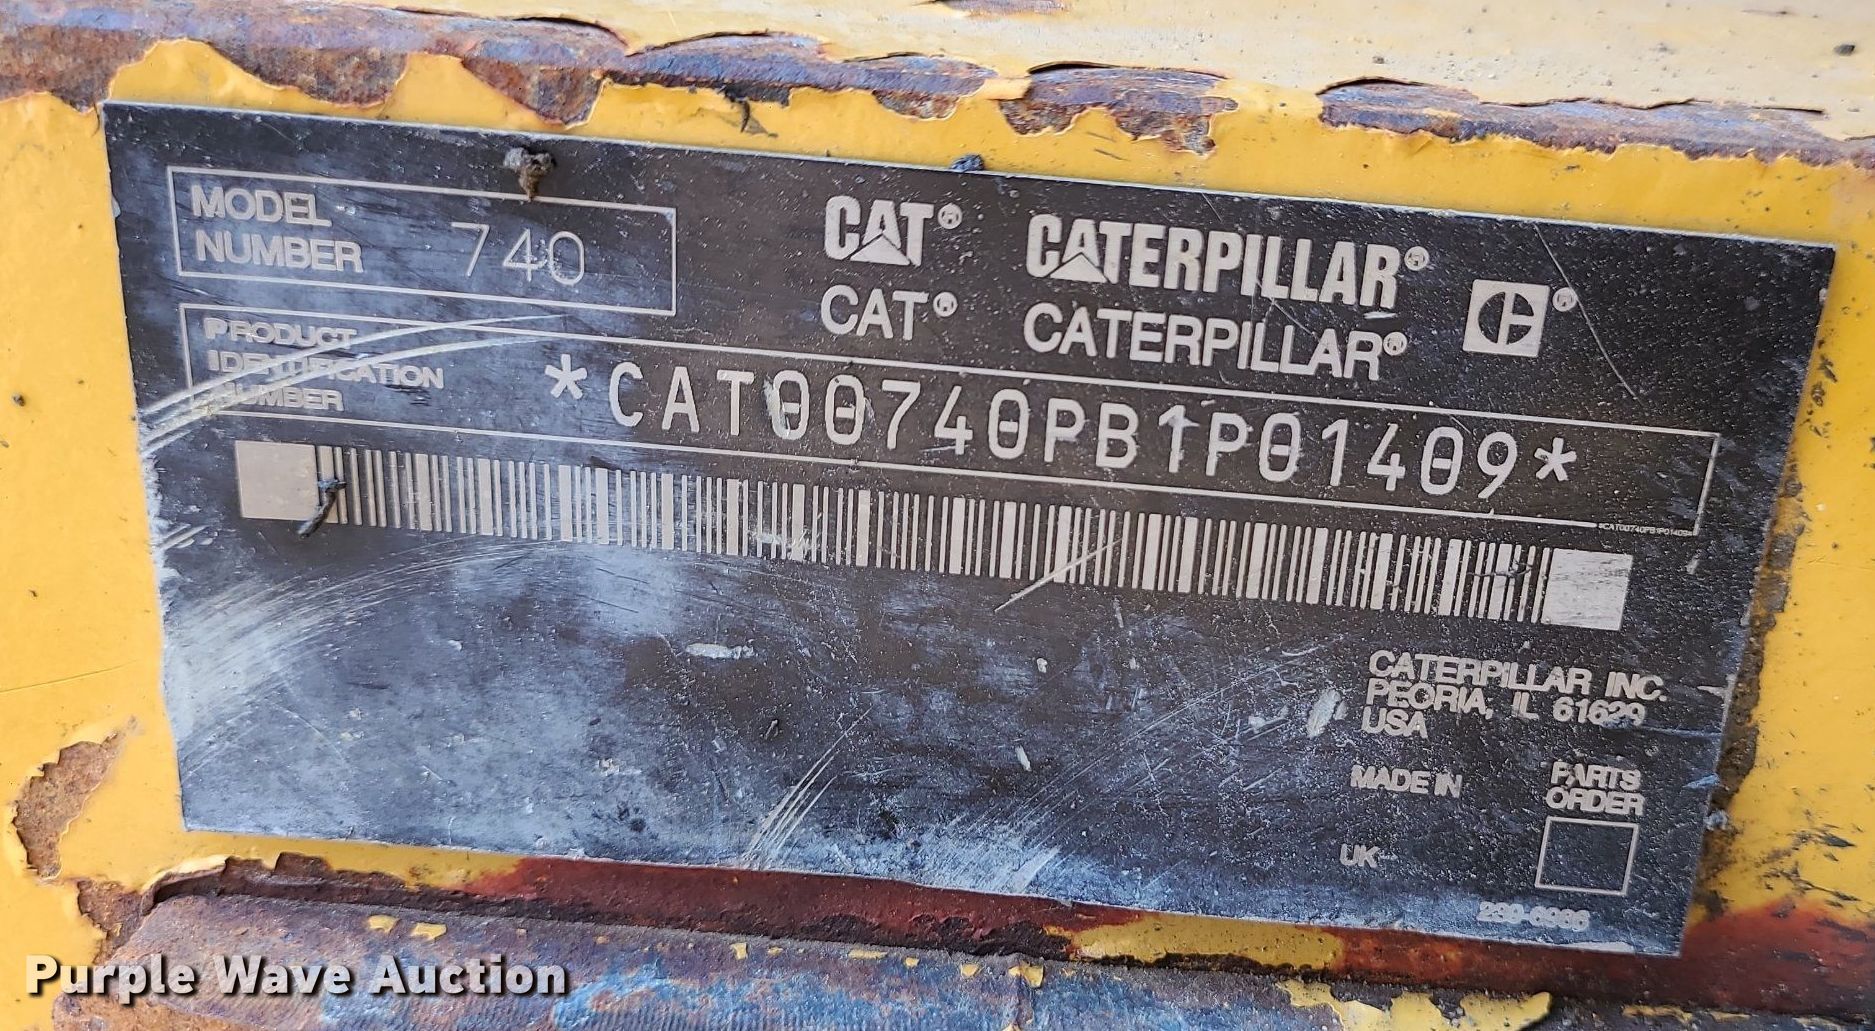 MODEL
NUMBER 740
CAT® CATERPILLAR®
CAT® CATERPILLAR®
PRODUCT
IDENTIFICATION
NUMBER
*CAT00740PB1P01409*
*CAT00740PB1P01409*
CATERPILLAR INC.
PEORIA, IL 61629
USA
MADE IN
UK
PARTS
ORDER
Purple Wave Auction